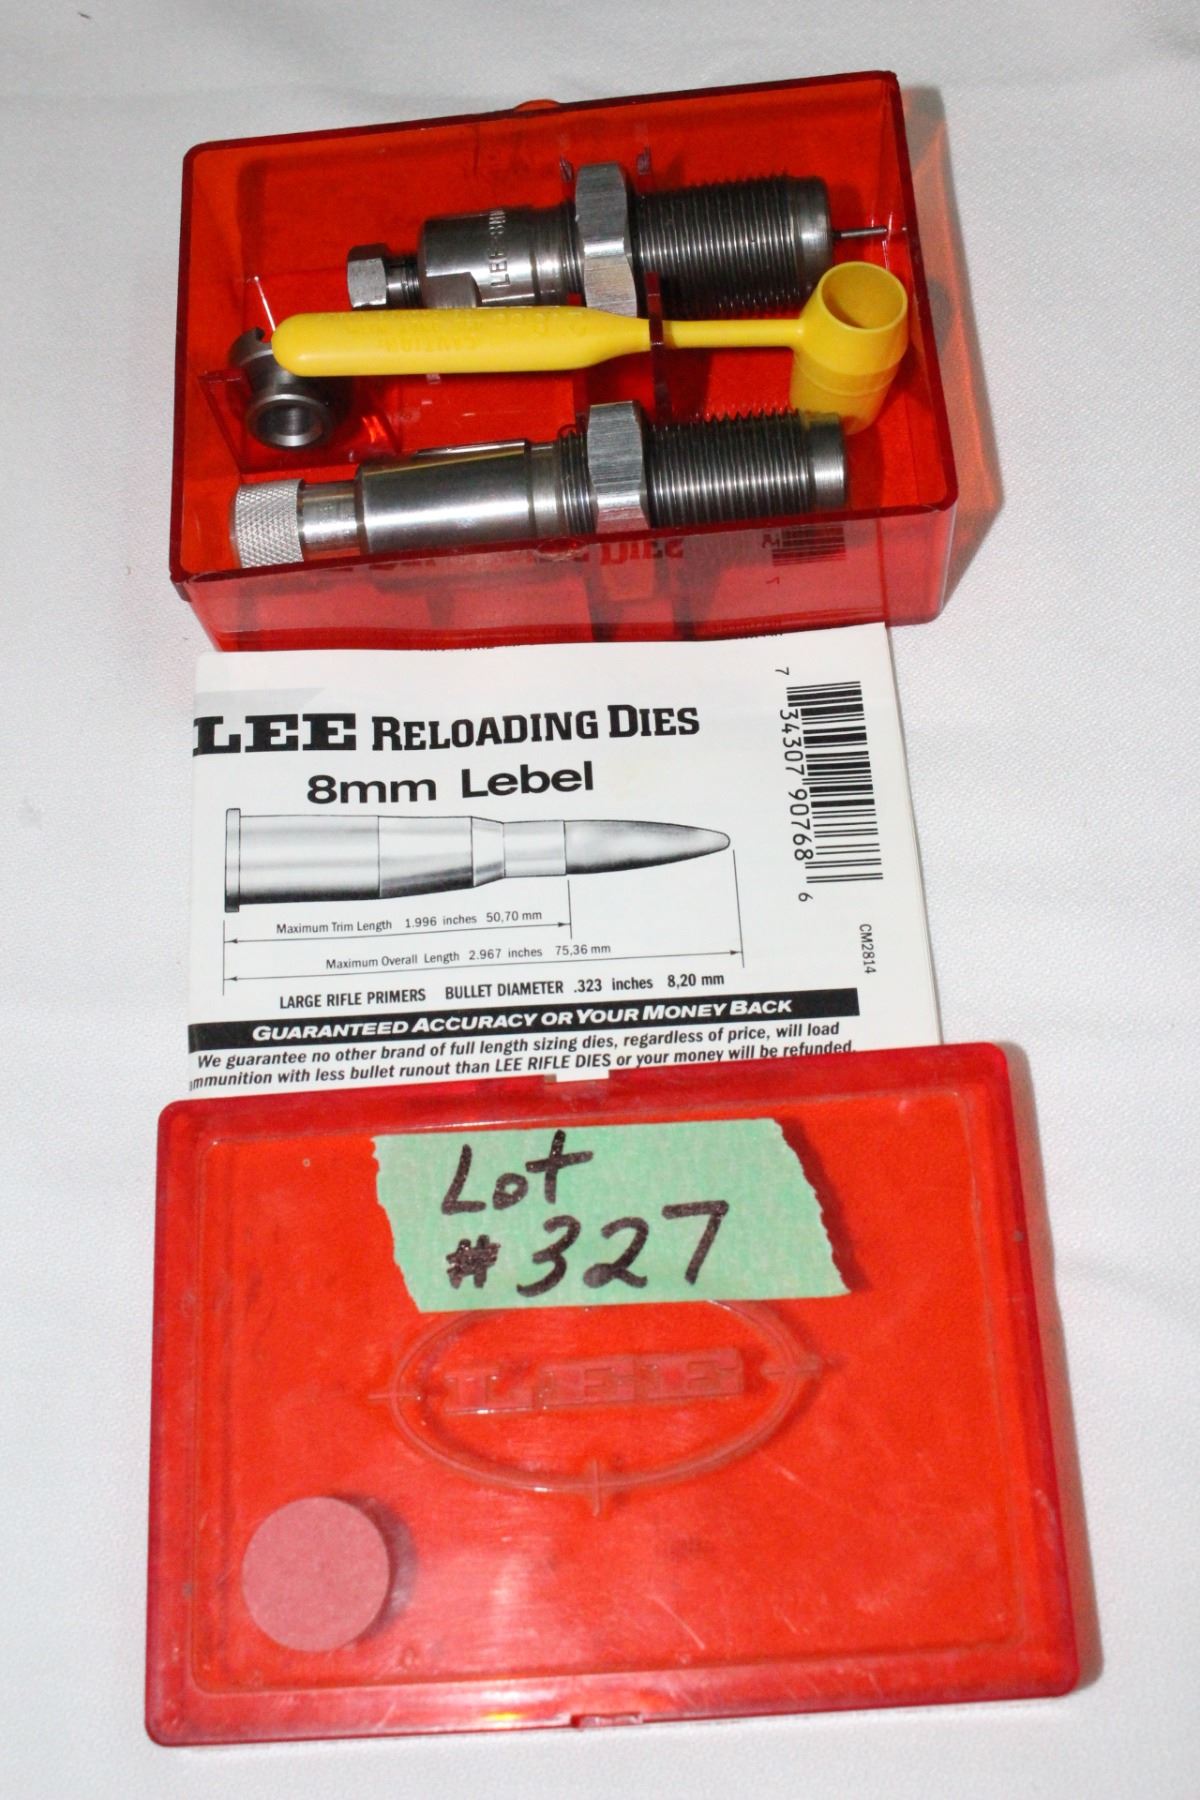 LEE
LEE RELOADING DIES
8mm Lebel
7 34307 90768 6
Maximum Trim Length 1.996 inches 50,70 mm
Maximum Overall Length 2.967 inches 75,36 mm
CM2814
LARGE RIFLE PRIMERS BULLET DIAMETER .323 inches 8,20 mm
GUARANTEED ACCURACY OR YOUR MONEY BACK
We guarantee no other brand of full length sizing dies, regardless of price, will load
mmunition with less bullet runout than LEE RIFLE DIES or your money will be refunded.
Lot
#327
LEE